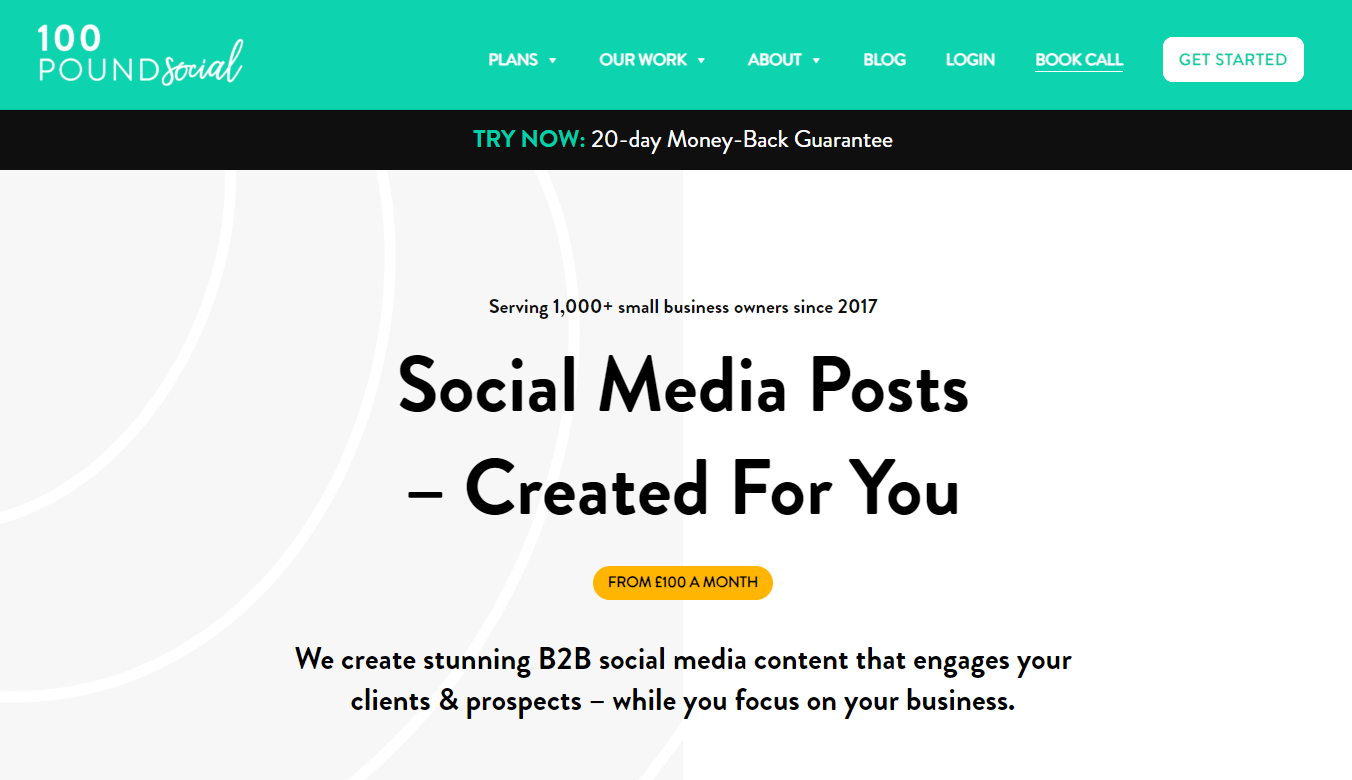 100
POUND social
PLANS
OUR WORK
ABOUT
BLOG
LOGIN
BOOK CALL
GET STARTED
TRY NOW: 20-day Money-Back Guarantee
Serving 1,000+ small business owners since 2017
Social Media Posts
– Created For You
FROM £100 A MONTH
We create stunning B2B social media content that engages your
clients & prospects – while you focus on your business.